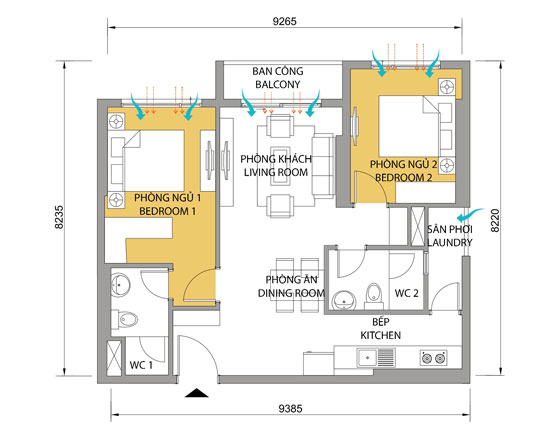 9265
BAN CÔNG
BALCONY
PHÒNG KHÁCH
LIVING ROOM
PHÒNG NGỦ 2
BEDROOM 2
PHÒNG NGỦ 1
BEDROOM 1
8235
8220
SÂN PHƠI
LAUNDRY
PHÒNG ĂN
DINING ROOM
WC 2
BẾP
KITCHEN
WC 1
9385